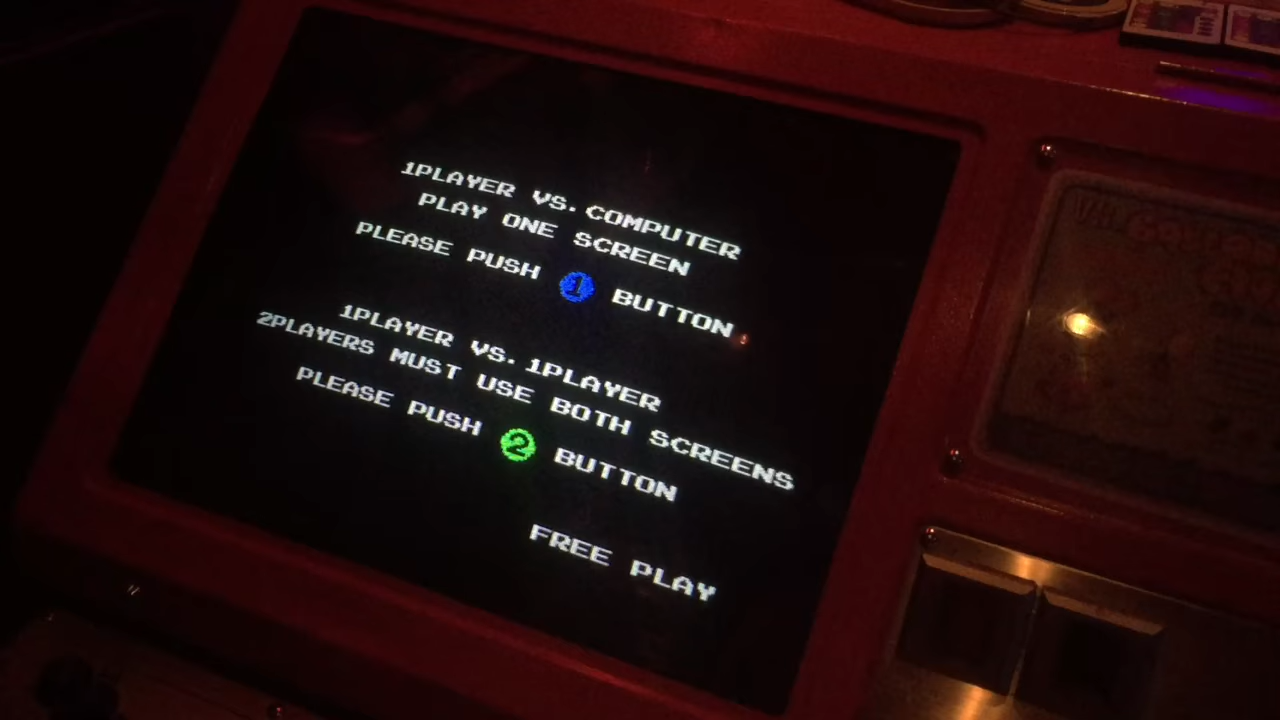 1PLAYER VS. COMPUTER
PLAY ONE SCREEN
PLEASE PUSH 1 BUTTON
1PLAYER VS. 1PLAYER
2PLAYERS MUST USE BOTH SCREENS
PLEASE PUSH 2 BUTTON
FREE PLAY